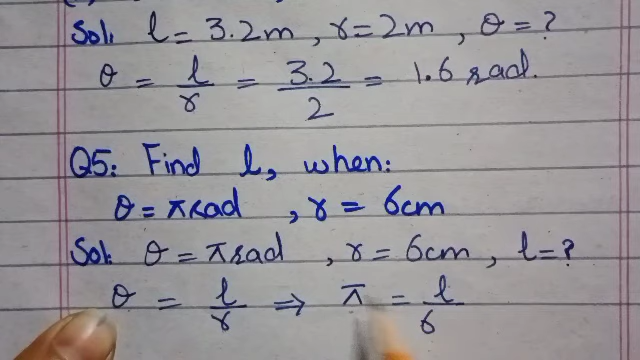 Sol: l = 3.2m, r = 2m, θ = ?
θ = l/r = 3.2/2 = 1.6 rad.
Q5: Find l, when:
θ = π rad, r = 6cm
Sol: θ = π rad, r = 6cm, l = ?
θ = l/r ⇒ π = l/6